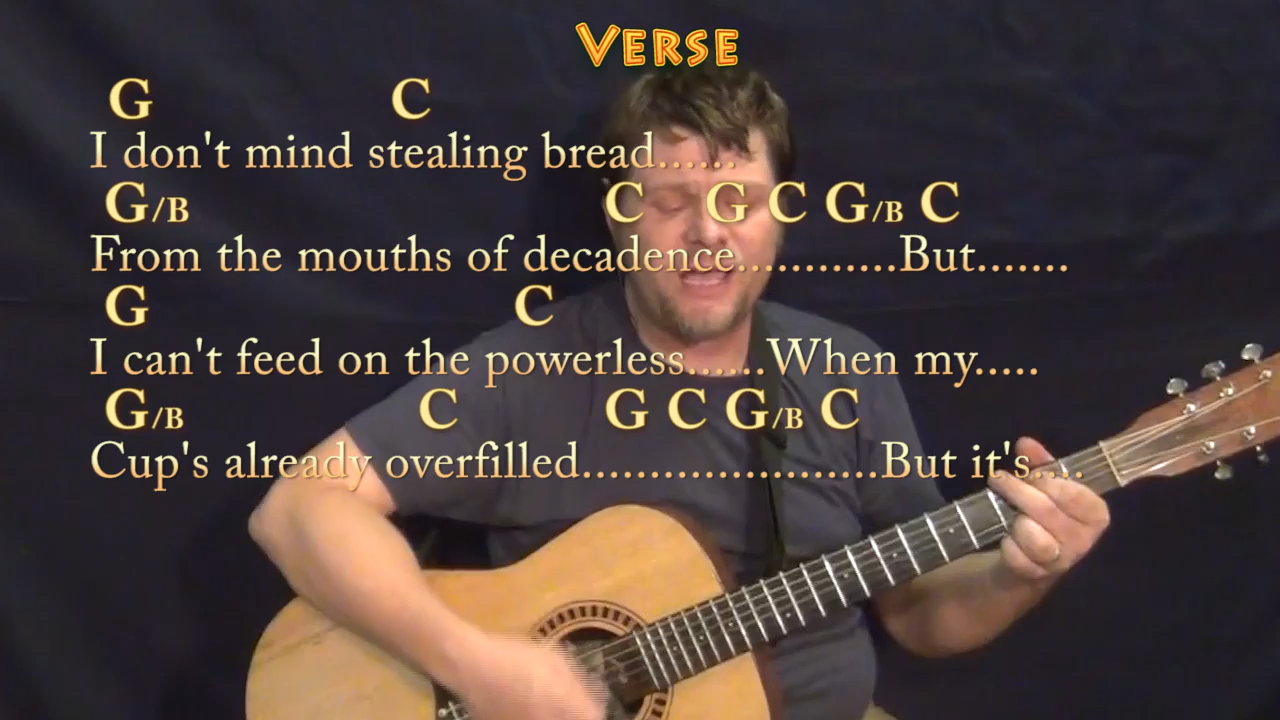 VERSE
G C
I don't mind stealing bread......
G/B C G C G/B C
From the mouths of decadence............But.......
G C
I can't feed on the powerless......When my.....
G/B C G C G/B C
Cup's already overfilled......................But it's....